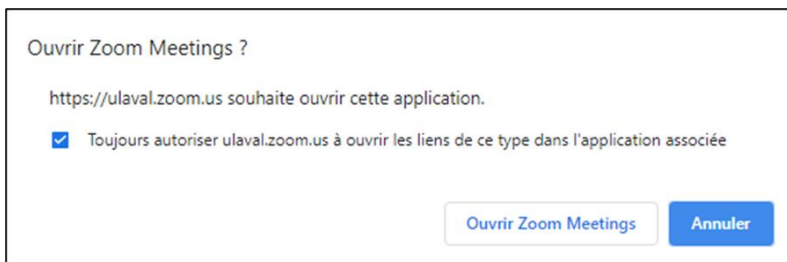 Ouvrir Zoom Meetings ?
https://ulaval.zoom.us souhaite ouvrir cette application.
Toujours autoriser ulaval.zoom.us à ouvrir les liens de ce type dans l'application associée
Ouvrir Zoom Meetings Annuler